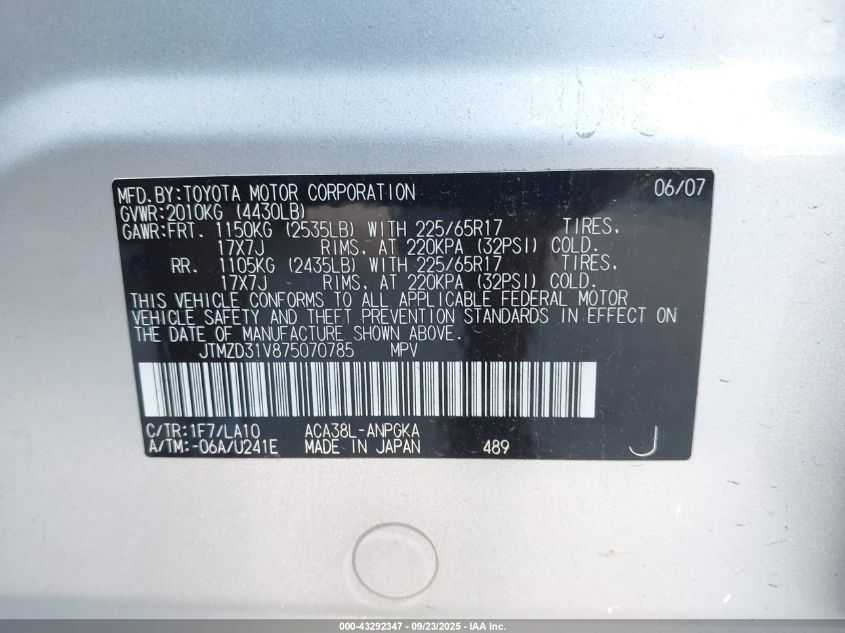 MFD.BY:TOYOTA MOTOR CORPORATION 06/07
GVWR:2010KG (4430LB)
GAWR:FRT. 1150KG (2535LB) WITH 225/65R17 TIRES,
17X7J RIMS, AT 220KPA (32PSI) COLD.
RR. 1105KG (2435LB) WITH 225/65R17 TIRES,
17X7J RIMS, AT 220KPA (32PSI) COLD.
THIS VEHICLE CONFORMS TO ALL APPLICABLE FEDERAL MOTOR
VEHICLE SAFETY AND THEFT PREVENTION STANDARDS IN EFFECT ON
THE DATE OF MANUFACTURE SHOWN ABOVE.
JTMZD31V875070785 MPV
C/TR:1F7/LA10 ACA38L-ANPGKA
A/TM:-06A/U241E MADE IN JAPAN 489 J
000-43292347 - 09/23/2025 - IAA Inc.